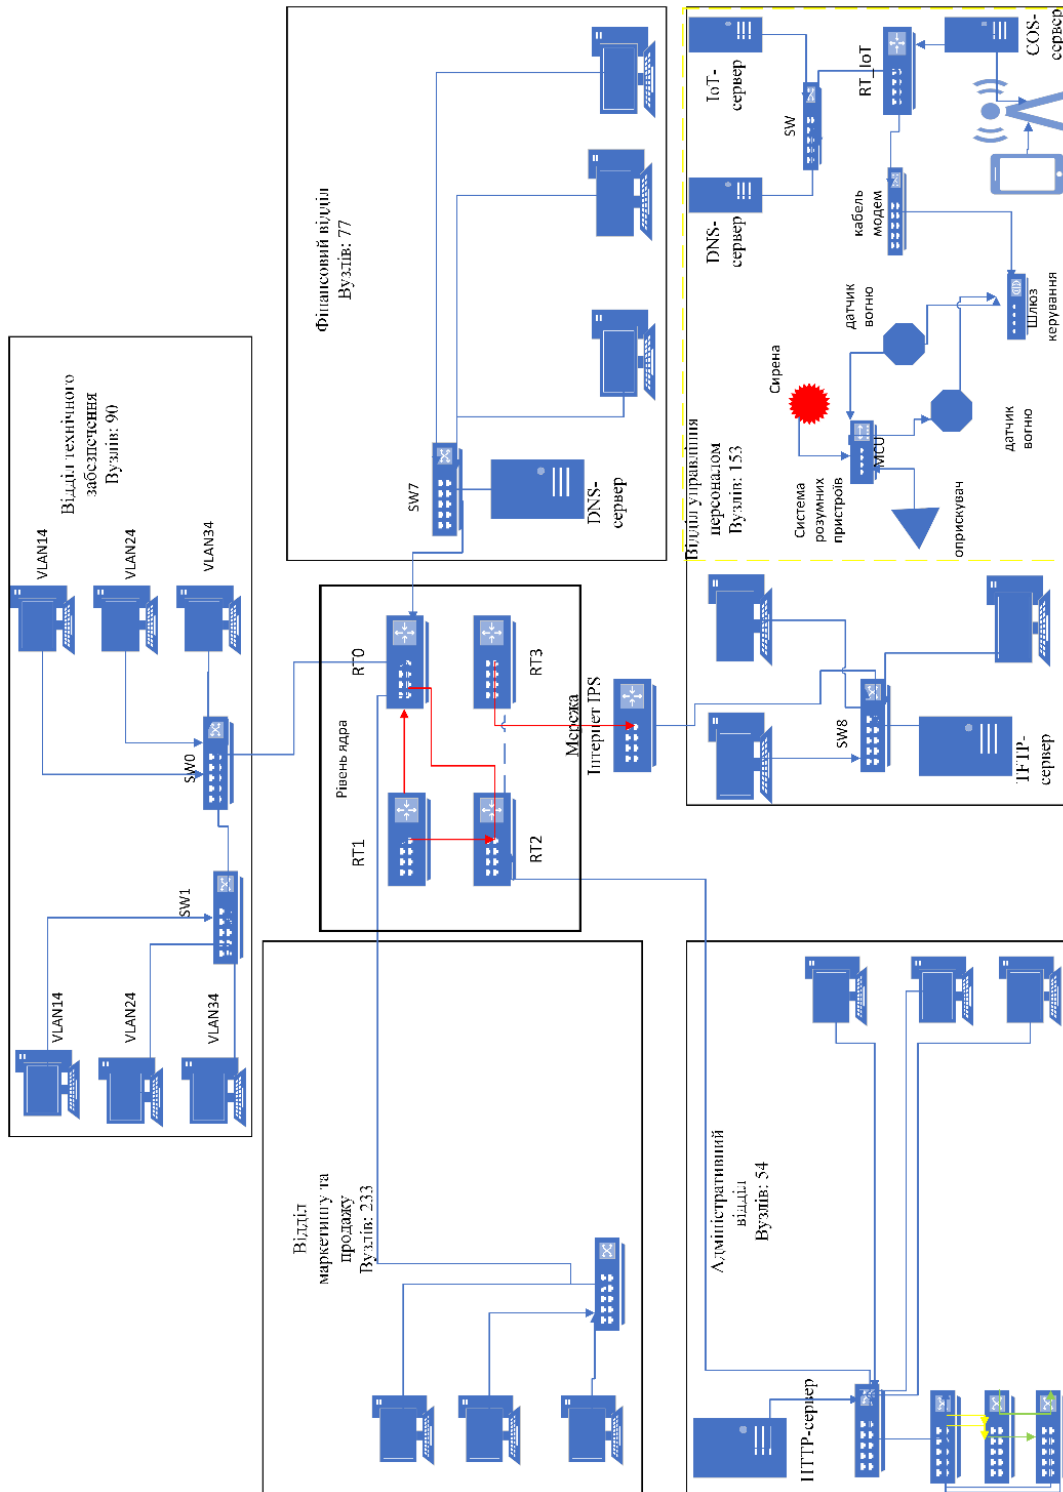 Відділ технічного
забезпечення
Вузлів: 90
VLAN14
VLAN24
VLAN34
SW0
SW1
VLAN14
VLAN24
VLAN34
Фінансовий відділ
Вузлів: 77
SW7
DNS-
сервер
Рівень ядра
RT0
RT1
RT2
RT3
Мережа
Інтернет IPS
Відділ
маркетингу та
продажу
Вузлів: 233
Відділ управління
персоналом
Вузлів: 153
IoT-
сервер
DNS-
сервер
SW
RT_IoT
COS-
сервер
кабель
модем
датчик
вогню
Сирена
MCU
датчик
вогню
Шлюз
керування
Система
розумних
пристроїв
оприскувач
SW8
TFTP-
сервер
Адміністративний
відділ
Вузлів: 54
HTTP-сервер